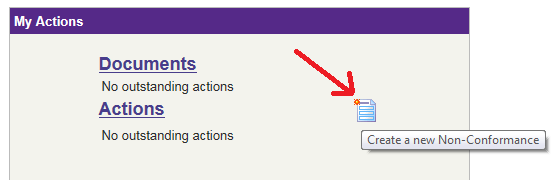 My Actions
Documents
No outstanding actions
Actions
No outstanding actions
Create a new Non-Conformance